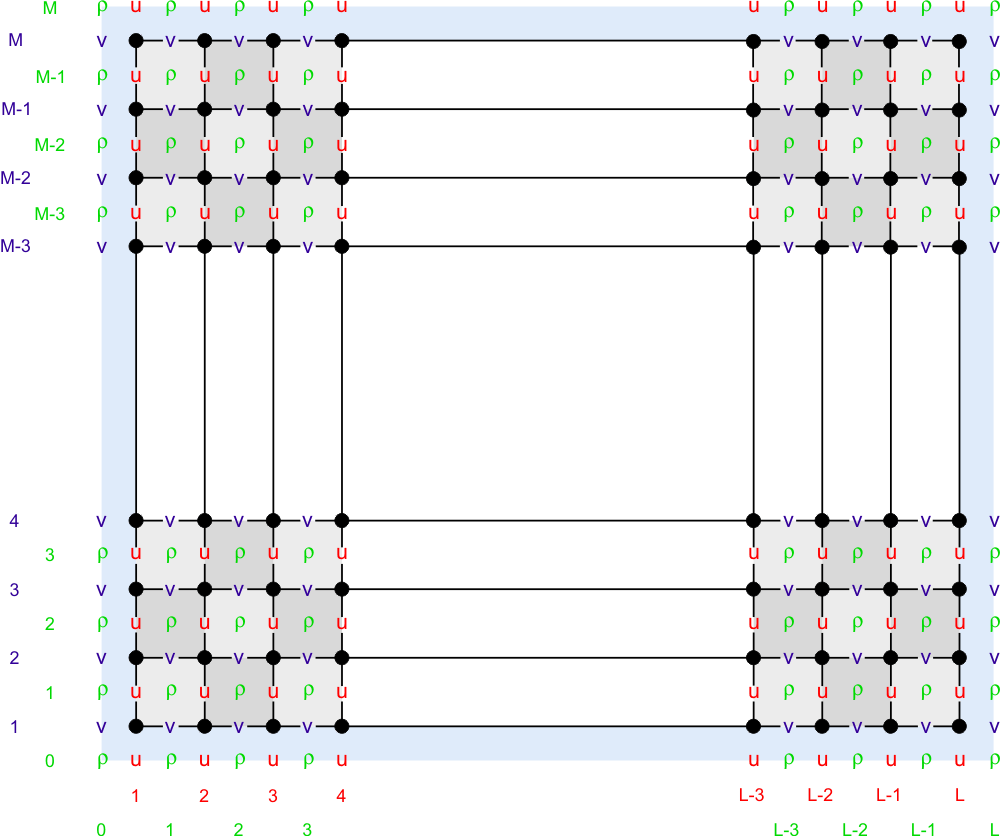 M ρ u ρ u ρ u ρ u u ρ u ρ u ρ u ρ
M v v v v v v v v
M-1 ρ u ρ u ρ u ρ u u ρ u ρ u ρ u ρ
M-1 v v v v v v v v
M-2 ρ u ρ u ρ u ρ u u ρ u ρ u ρ u ρ
M-2 v v v v v v v v
M-3 ρ u ρ u ρ u ρ u u ρ u ρ u ρ u ρ
M-3 v v v v v v v v
4 v v v v v v v v
3 ρ u ρ u ρ u ρ u u ρ u ρ u ρ u ρ
3 v v v v v v v v
2 ρ u ρ u ρ u ρ u u ρ u ρ u ρ u ρ
2 v v v v v v v v
1 ρ u ρ u ρ u ρ u u ρ u ρ u ρ u ρ
1 v v v v v v v v
0 ρ u ρ u ρ u ρ u u ρ u ρ u ρ u ρ
1 2 3 4 L-3 L-2 L-1 L
0 1 2 3 L-3 L-2 L-1 L